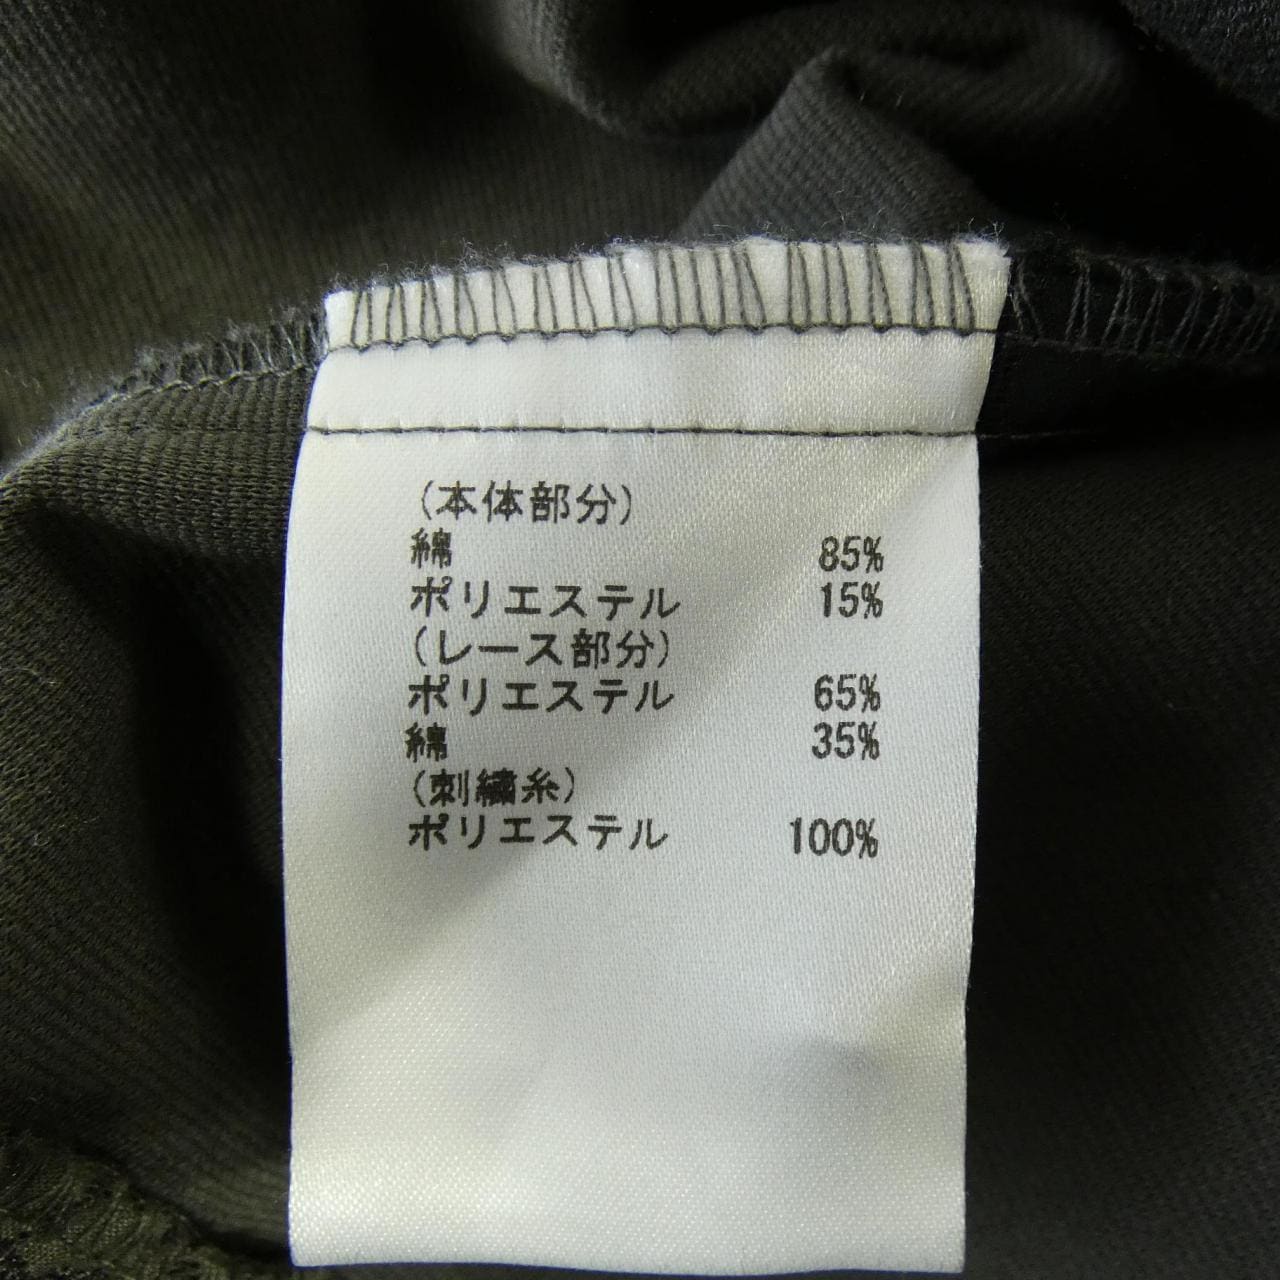 (本体部分)
綿 85%
ポリエステル 15%
(レース部分)
ポリエステル 65%
綿 35%
(刺繍糸)
ポリエステル 100%